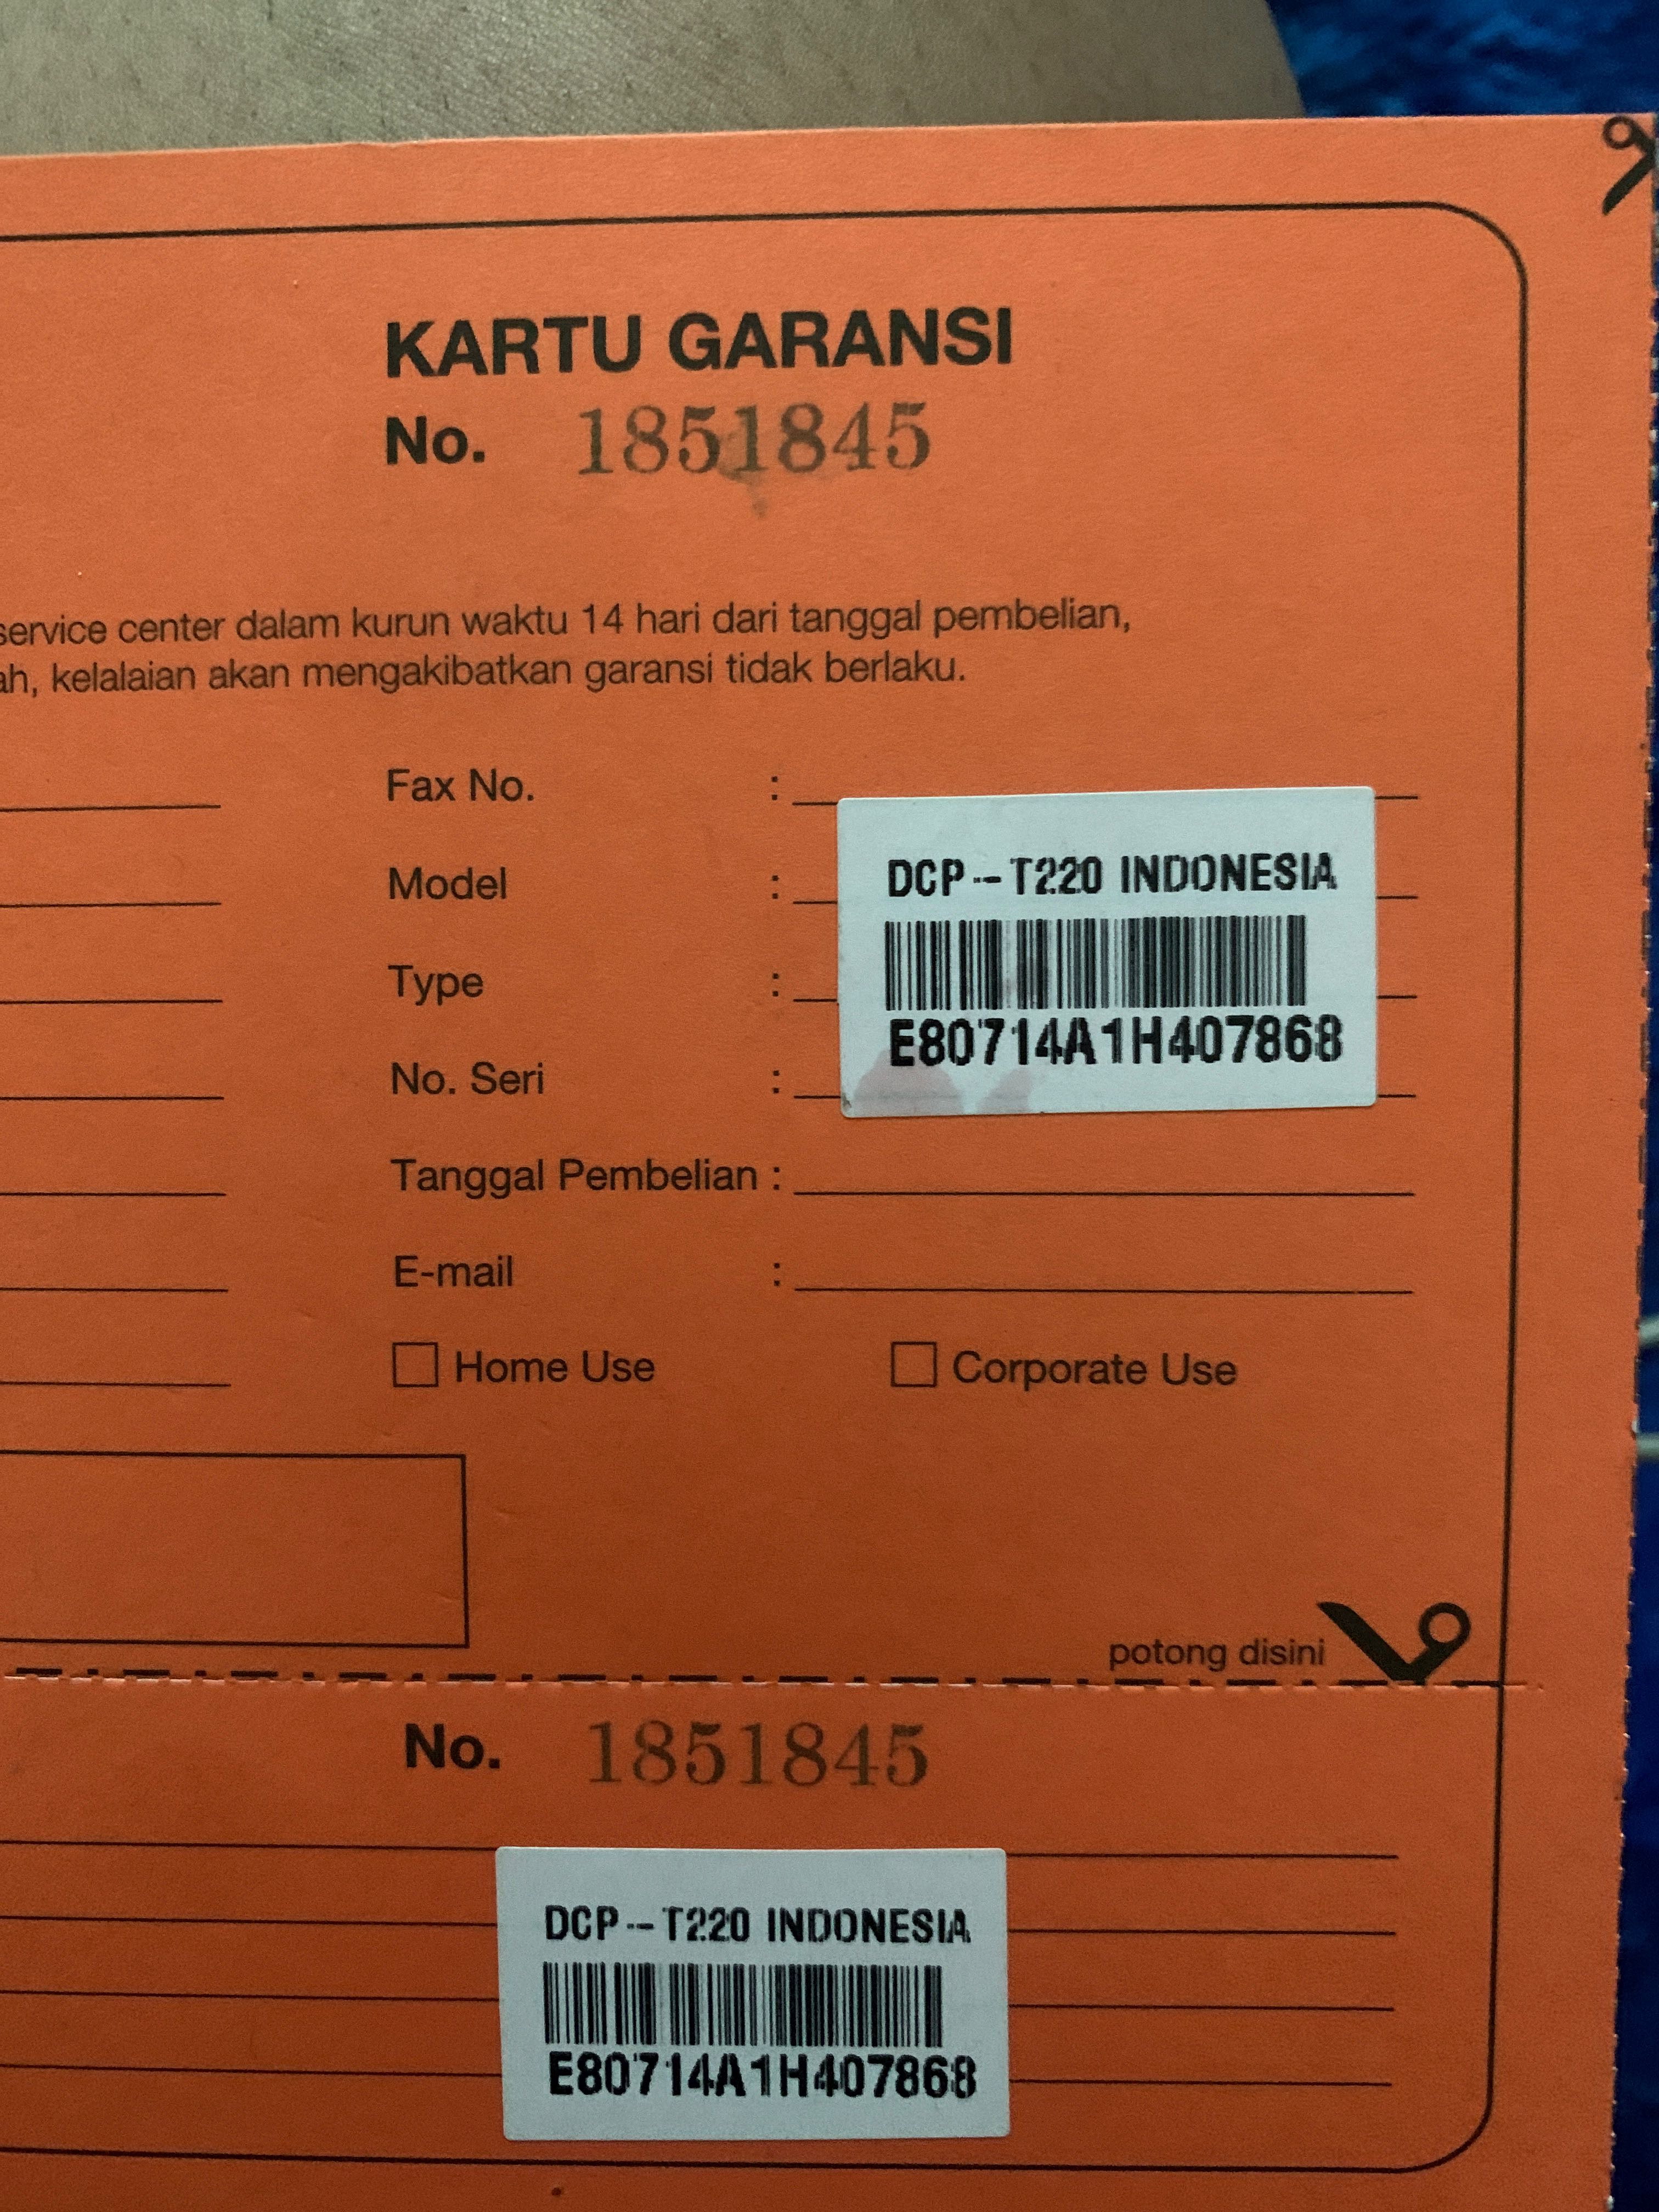 KARTU GARANSI
No. 1851845
service center dalam kurun waktu 14 hari dari tanggal pembelian,
kelalaian akan mengakibatkan garansi tidak berlaku.
Fax No. :
Model :
Type :
No. Seri :
DCP--T220 INDONESIA
E80714A1H407868
Tanggal Pembelian :
E-mail :
Home Use Corporate Use
potong disini
No. 1851845
DCP--T220 INDONESIA
E80714A1H407868